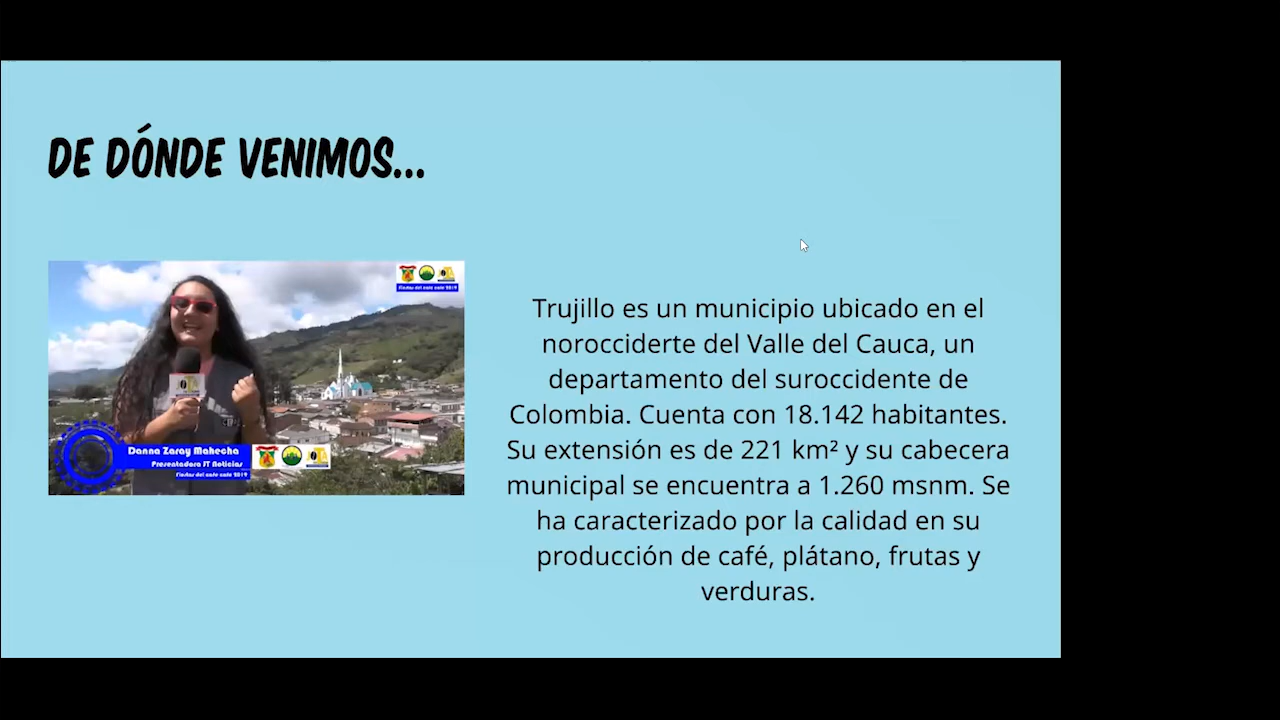 DE DÓNDE VENIMOS...
Danna Zaray Mahecha
Presentadora JT Noticias
Trujillo es un municipio ubicado en el
norocciderte del Valle del Cauca, un
departamento del suroccidente de
Colombia. Cuenta con 18.142 habitantes.
Su extensión es de 221 km² y su cabecera
municipal se encuentra a 1.260 msnm. Se
ha caracterizado por la calidad en su
producción de café, plátano, frutas y
verduras.